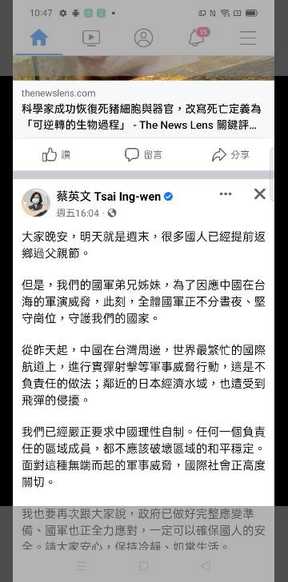 10:47
15
thenewslens.com
科學家成功恢復死豬細胞與器官,改寫死亡定義為
「可逆轉的生物過程」 - The News Lens 關鍵評...
讚
留言
分享
蔡英文 Tsai Ing-wen
週五16:04
大家晚安,明天就是週末,很多國人已經提前返
鄉過父親節。
但是,我們的國軍弟兄姊妹,為了因應中國在台
海的軍演威脅,此刻,全體國軍正不分晝夜、堅
守崗位,守護我們的國家。
從昨天起,中國在台灣周邊,世界最繁忙的國際
航道上,進行實彈射擊等軍事威脅行動,這是不
負責任的做法;鄰近的日本經濟水域,也遭受到
飛彈的侵擾。
我們已經嚴正要求中國理性自制。任何一個負責
任的區域成員,都不應該破壞區域的和平穩定。
面對這種無端而起的軍事威脅,國際社會正高度
關切。
我也要再次跟大家說,政府已做好完整應變準
備、國軍也正全力應對,一定可以確保國人的安
全。請大家安心,保持冷靜、如常生活。